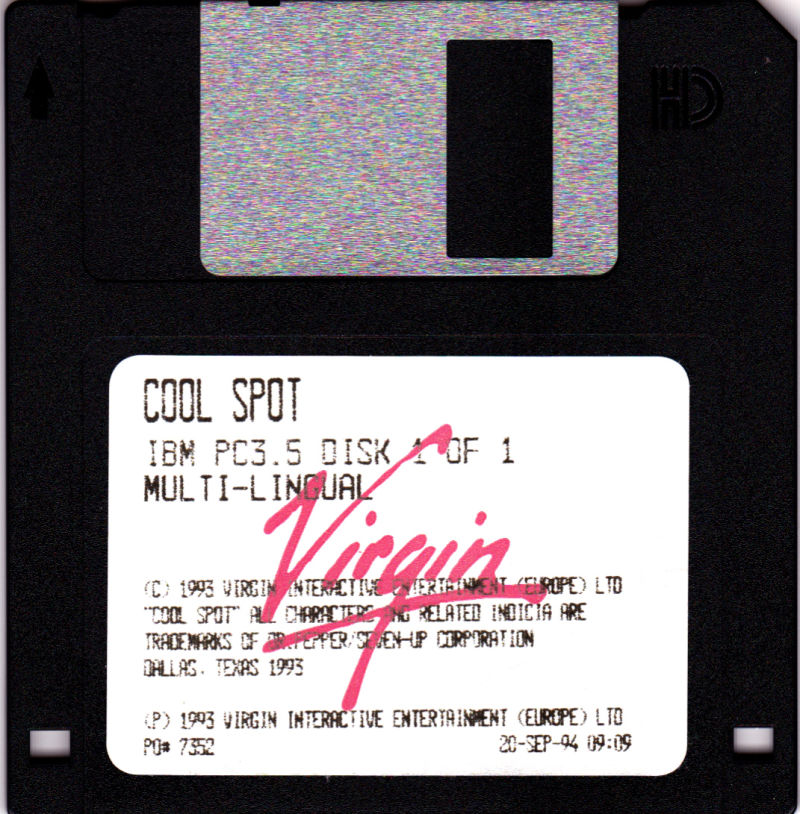 HD
COOL SPOT
IBM PC3.5 DISK 1 OF 1
MULTI-LINGUAL
Virgin
(C) 1993 VIRGIN INTERACTIVE ENTERTAINMENT (EUROPE) LTD
"COOL SPOT" ALL CHARACTERS AND RELATED INDICIA ARE
TRADEMARKS OF DR.PEPPER/SEVEN-UP CORPORATION
DALLAS, TEXAS 1993
(P) 1993 VIRGIN INTERACTIVE ENTERTAINMENT (EUROPE) LTD
PO# 7352 20-SEP-94 09:09